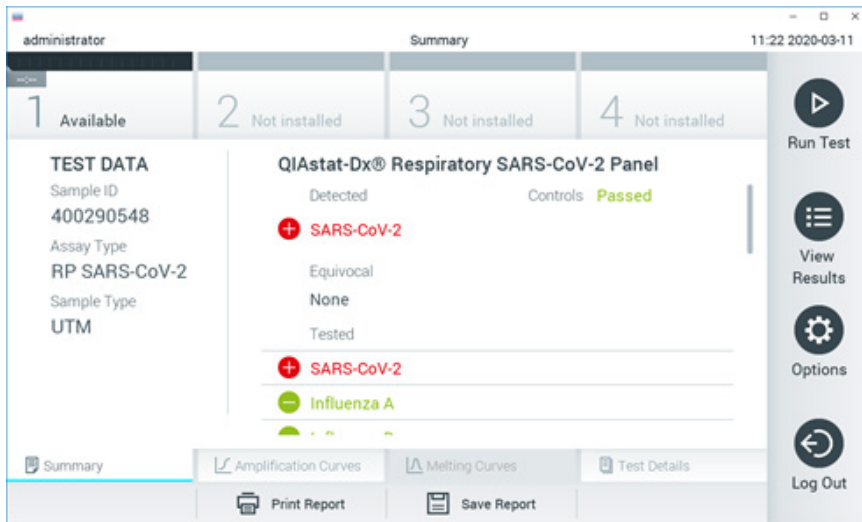 administrator Summary 11:22 2020-03-11
1 Available 2 Not installed 3 Not installed 4 Not installed
Run Test
View
Results
Options
Log Out
TEST DATA
Sample ID
400290548
Assay Type
RP SARS-CoV-2
Sample Type
UTM
QIAstat-Dx® Respiratory SARS-CoV-2 Panel
Detected Controls Passed
SARS-CoV-2
Equivocal
None
Tested
SARS-CoV-2
Influenza A
Summary Amplification Curves Melting Curves Test Details
Print Report Save Report